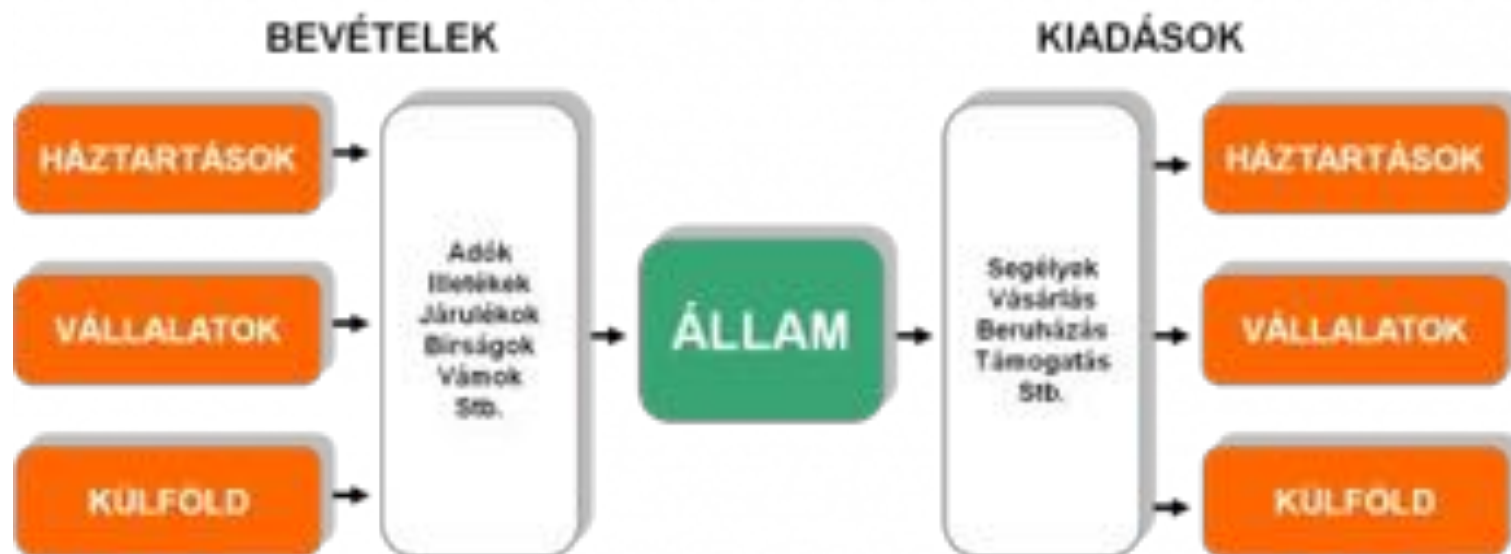 BEVÉTELEK
KIADÁSOK
HÁZTARTÁSOK
VÁLLALATOK
KÜLFÖLD
Adók
Illetékek
Járulékok
Bírságok
Vámok
Stb.
ÁLLAM
Segélyek
Vásárlás
Beruházás
Támogatás
Stb.
HÁZTARTÁSOK
VÁLLALATOK
KÜLFÖLD